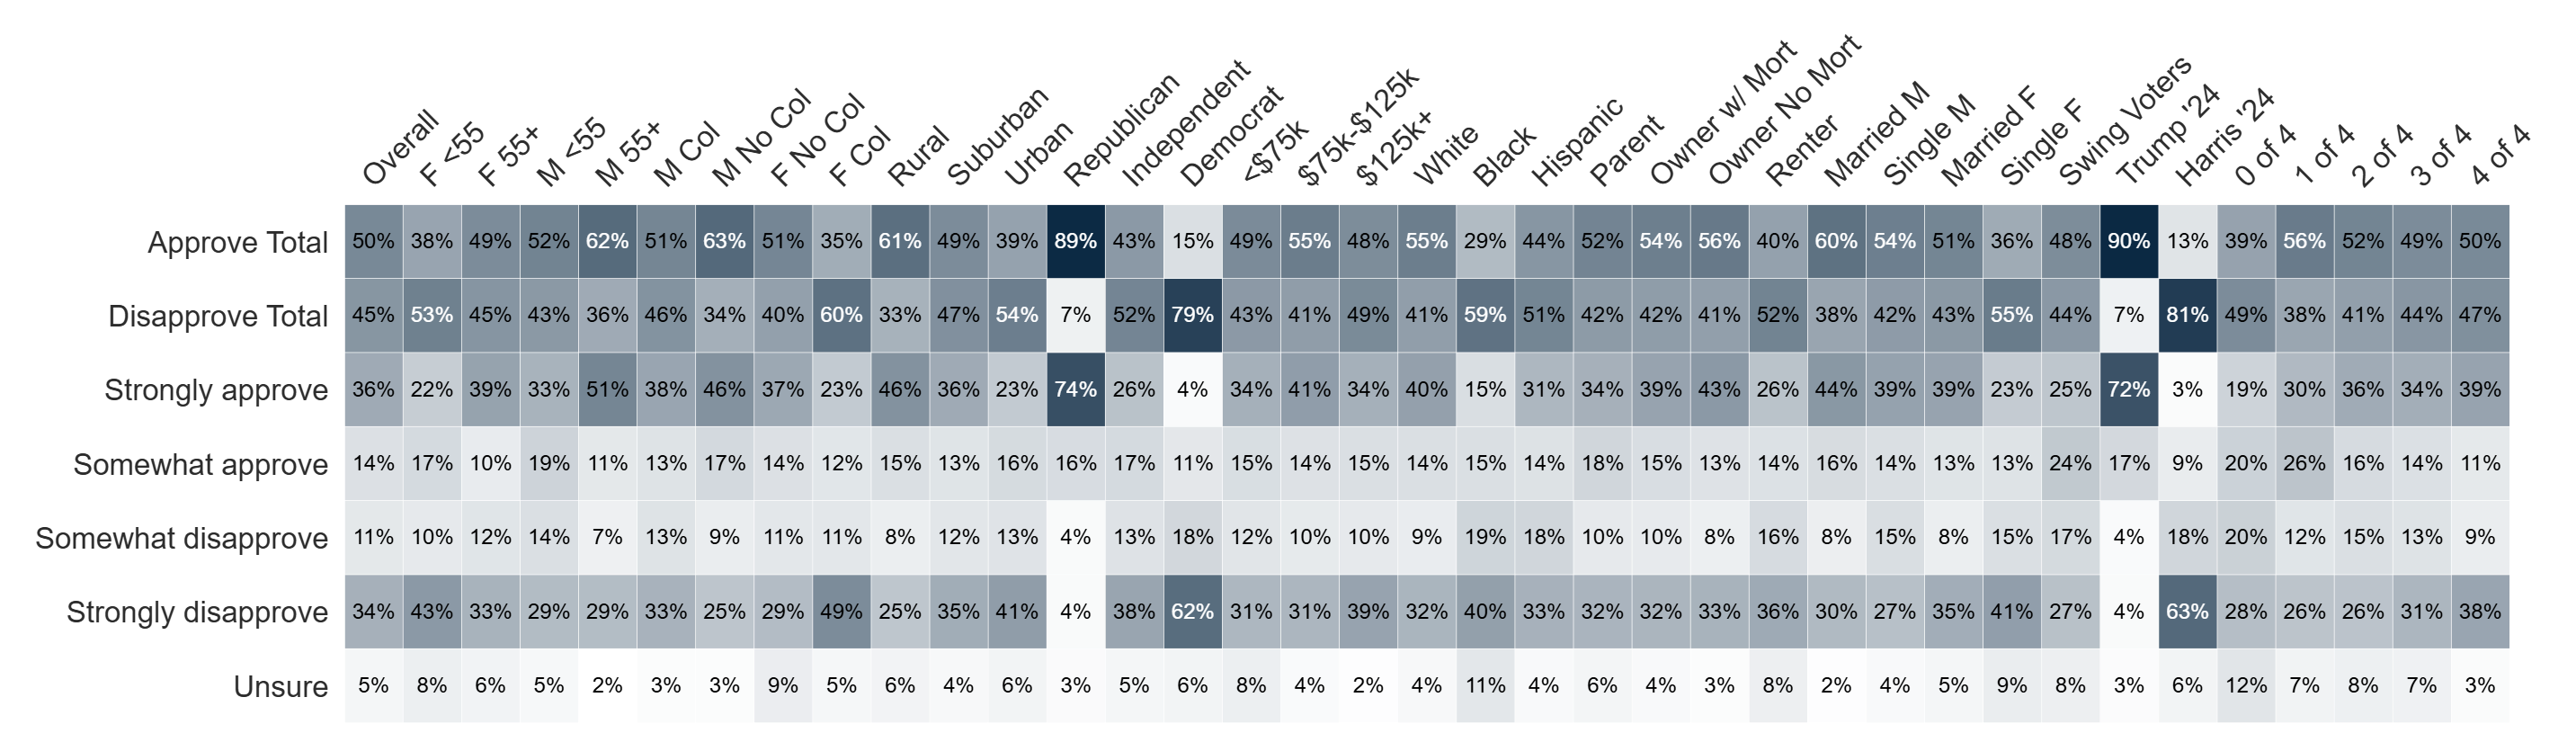 Overall F <55 F 55+ M <55 M 55+ M Col M No Col F No Col F Col Rural Suburban Urban Republican Independent Democrat <$75k $75k-$125k $125k+ White Black Hispanic Parent Owner w/ Mort Owner No Mort Renter Married M Single M Married F Single F Swing Voters Trump '24 Harris '24 0 of 4 1 of 4 2 of 4 3 of 4 4 of 4
Approve Total 50% 38% 49% 52% 62% 51% 63% 51% 35% 61% 49% 39% 89% 43% 15% 49% 55% 48% 55% 29% 44% 52% 54% 56% 40% 60% 54% 51% 36% 48% 90% 13% 39% 56% 52% 49% 50%
Disapprove Total 45% 53% 45% 43% 36% 46% 34% 40% 60% 33% 47% 54% 7% 52% 79% 43% 41% 49% 41% 59% 51% 42% 42% 41% 52% 38% 42% 43% 55% 44% 7% 81% 49% 38% 41% 44% 47%
Strongly approve 36% 22% 39% 33% 51% 38% 46% 37% 23% 46% 36% 23% 74% 26% 4% 34% 41% 34% 40% 15% 31% 34% 39% 43% 26% 44% 39% 39% 23% 25% 72% 3% 19% 30% 36% 34% 39%
Somewhat approve 14% 17% 10% 19% 11% 13% 17% 14% 12% 15% 13% 16% 16% 17% 11% 15% 14% 15% 14% 15% 14% 18% 15% 13% 14% 16% 14% 13% 13% 24% 17% 9% 20% 26% 16% 14% 11%
Somewhat disapprove 11% 10% 12% 14% 7% 13% 9% 11% 11% 8% 12% 13% 4% 13% 18% 12% 10% 10% 9% 19% 18% 10% 10% 8% 16% 8% 15% 8% 15% 17% 4% 18% 20% 12% 15% 13% 9%
Strongly disapprove 34% 43% 33% 29% 29% 33% 25% 29% 49% 25% 35% 41% 4% 38% 62% 31% 31% 39% 32% 40% 33% 32% 32% 33% 36% 30% 27% 35% 41% 27% 4% 63% 28% 26% 26% 31% 38%
Unsure 5% 8% 6% 5% 2% 3% 3% 9% 5% 6% 4% 6% 3% 5% 6% 8% 4% 2% 4% 11% 4% 6% 4% 3% 8% 2% 4% 5% 9% 8% 3% 6% 12% 7% 8% 7% 3%